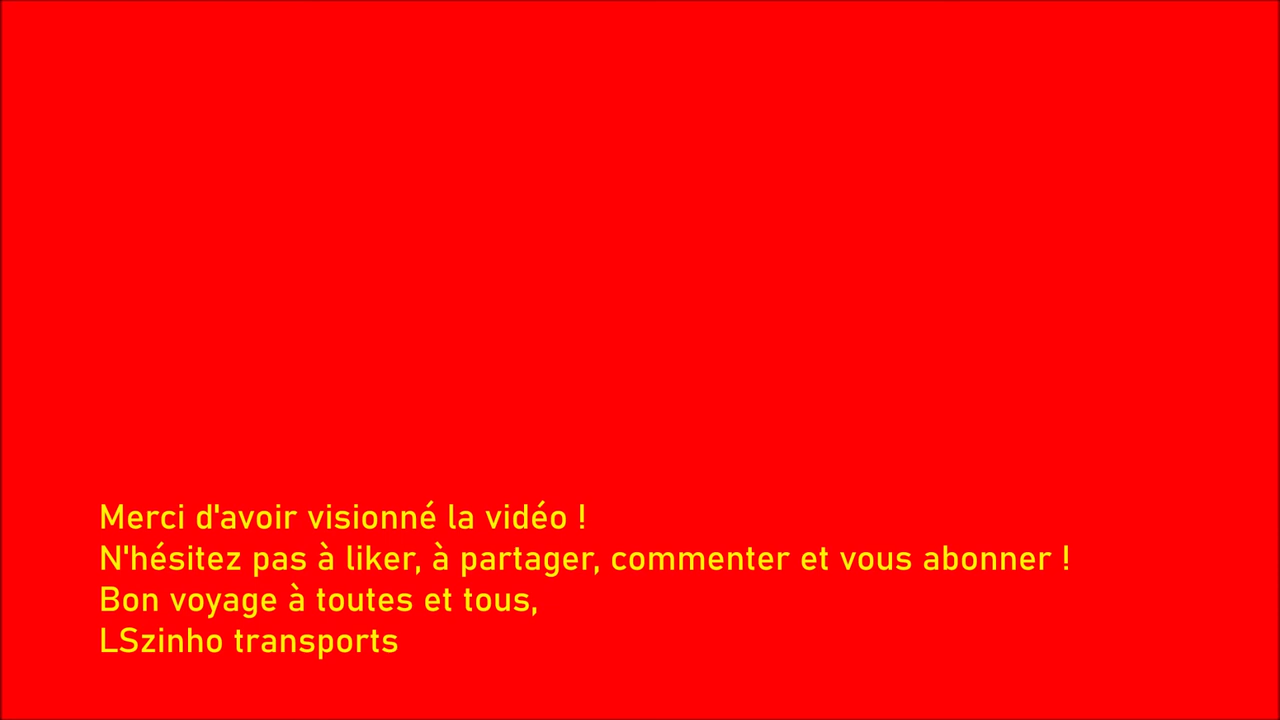 Merci d'avoir visionné la vidéo !
N'hésitez pas à liker, à partager, commenter et vous abonner !
Bon voyage à toutes et tous,
LSzinho transports